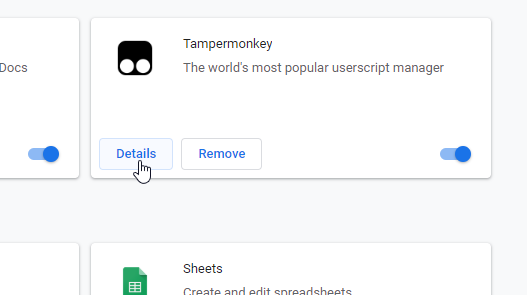 Docs
Tampermonkey
The world's most popular userscript manager
Details
Remove
Sheets
Create and edit spreadsheets